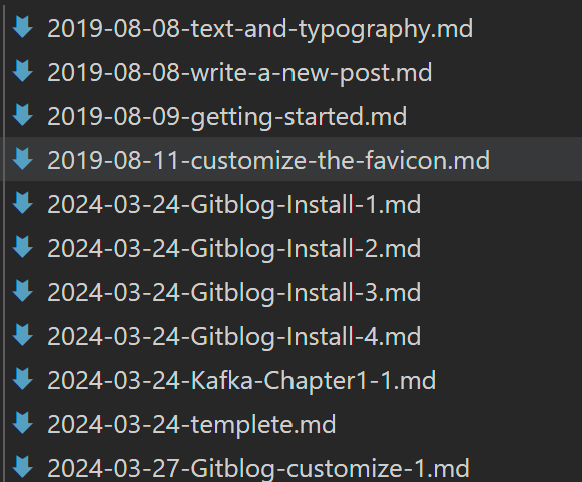 2019-08-08-text-and-typography.md
2019-08-08-write-a-new-post.md
2019-08-09-getting-started.md
2019-08-11-customize-the-favicon.md
2024-03-24-Gitblog-Install-1.md
2024-03-24-Gitblog-Install-2.md
2024-03-24-Gitblog-Install-3.md
2024-03-24-Gitblog-Install-4.md
2024-03-24-Kafka-Chapter1-1.md
2024-03-24-templete.md
2024-03-27-Gitblog-customize-1.md